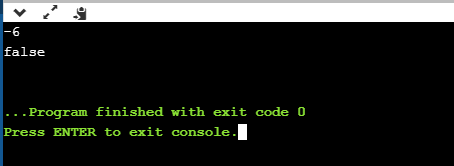 -6
false
...Program finished with exit code 0
Press ENTER to exit console.